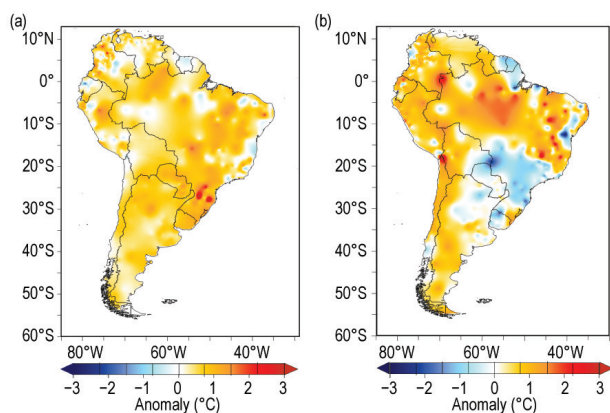 (a) (b)
10°N 10°N
0° 0°
10°S 10°S
20°S 20°S
30°S 30°S
40°S 40°S
50°S 50°S
60°S 60°S
80°W 60°W 40°W 80°W 60°W 40°W
−3 −2 −1 0 1 2 3 −3 −2 −1 0 1 2 3
Anomaly (°C) Anomaly (°C)